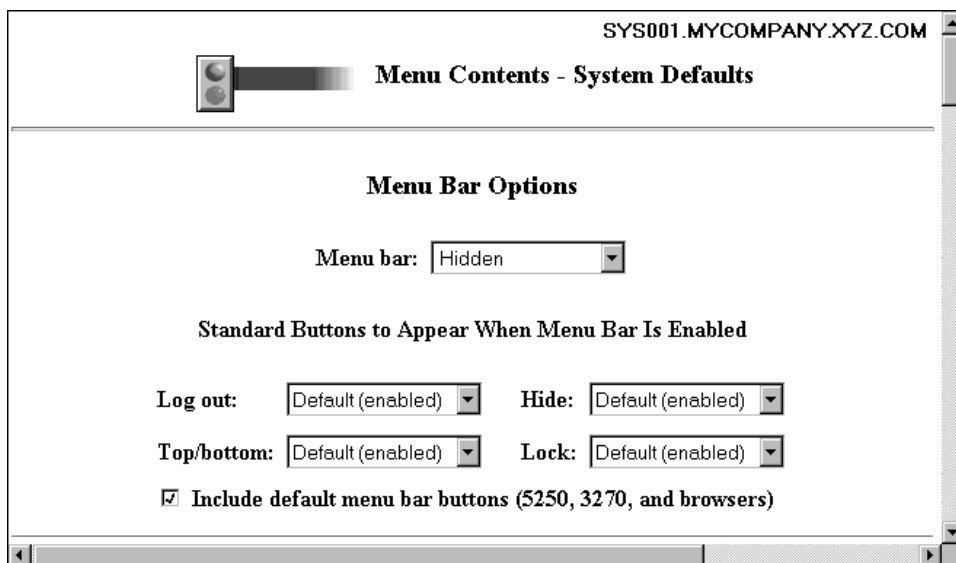 SYS001.MYCOMPANY.XYZ.COM
Menu Contents - System Defaults
Menu Bar Options
Menu bar: Hidden
Standard Buttons to Appear When Menu Bar Is Enabled
Log out: Default (enabled) Hide: Default (enabled)
Top/bottom: Default (enabled) Lock: Default (enabled)
Include default menu bar buttons (5250, 3270, and browsers)